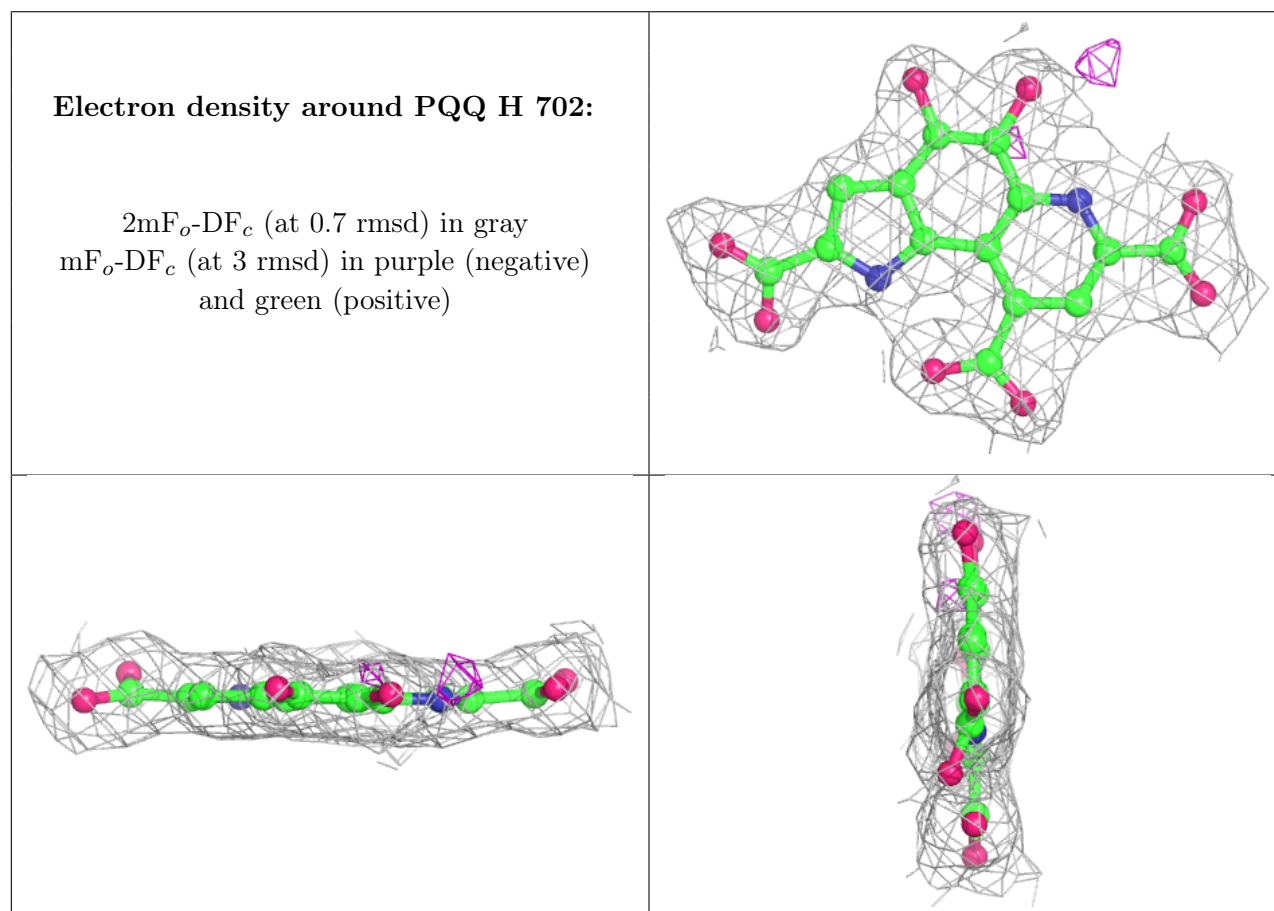 Electron density around PQQ H 702:
2mFo-DFc (at 0.7 rmsd) in gray
mFo-DFc (at 3 rmsd) in purple (negative)
and green (positive)